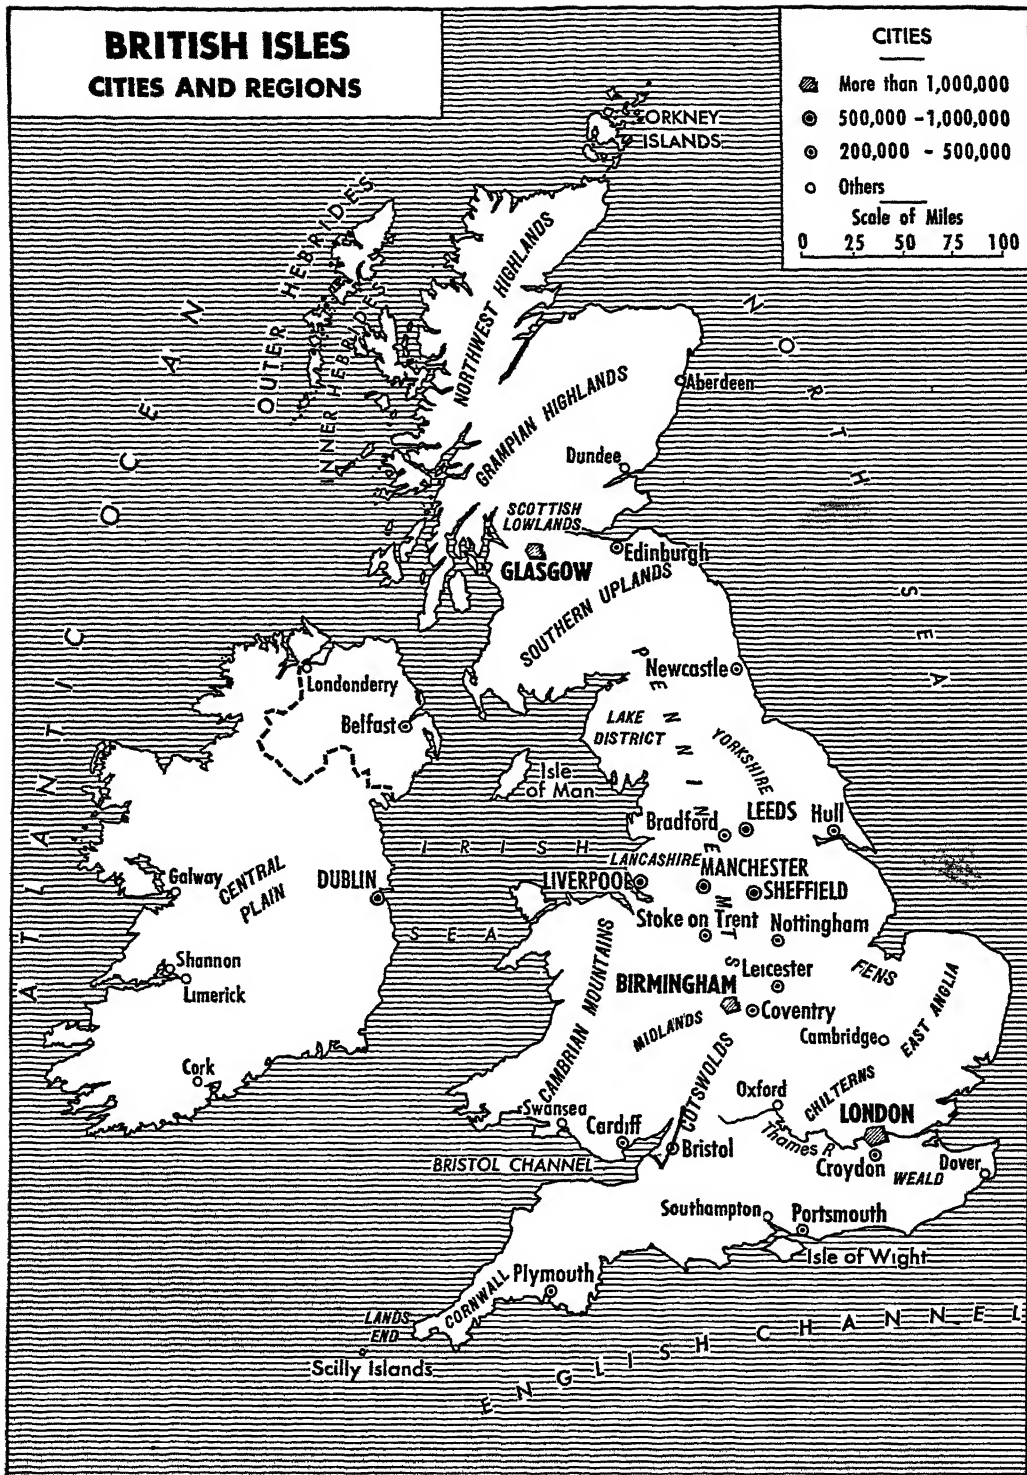 BRITISH ISLES
CITIES AND REGIONS
CITIES
More than 1,000,000
500,000 - 1,000,000
200,000 - 500,000
Others
Scale of Miles
0 25 50 75 100
ORKNEY
ISLANDS
OUTER HEBRIDES
INNER HEBRIDES
NORTHWEST HIGHLANDS
ATLANTIC OCEAN
NORTH SEA
GRAMPIAN HIGHLANDS
Aberdeen
Dundee
SCOTTISH
LOWLANDS
GLASGOW
Edinburgh
SOUTHERN UPLANDS
Londonderry
Belfast
Newcastle
PENNINE MTS
LAKE
DISTRICT
YORKSHIRE
Isle
of Man
Bradford
LEEDS
Hull
IRISH
SEA
LANCASHIRE
MANCHESTER
LIVERPOOL
SHEFFIELD
Galway
CENTRAL
PLAIN
DUBLIN
Stoke on Trent
Nottingham
Shannon
Limerick
CAMBRIAN MOUNTAINS
BIRMINGHAM
Leicester
FENS
Coventry
MIDLANDS
Cambridge
EAST ANGLIA
Cork
COTSWOLDS
Oxford
CHILTERNS
Swansea
Cardiff
LONDON
Thames R
BRISTOL CHANNEL
Bristol
Croydon
WEALD
Dover
Southampton
Portsmouth
Isle of Wight
CORNWALL
Plymouth
LANDS
END
Scilly Islands
ENGLISH CHANNEL